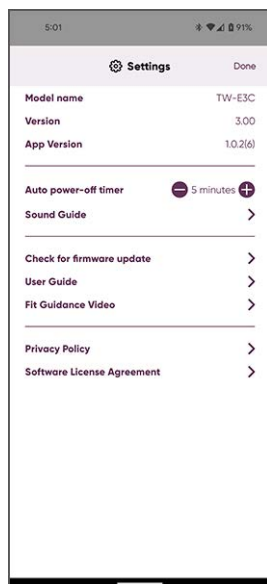 5:01 91%
Settings Done
Model name TW-E3C
Version 3.00
App Version 1.0.2(6)
Auto power-off timer 5 minutes
Sound Guide
Check for firmware update
User Guide
Fit Guidance Video
Privacy Policy
Software License Agreement